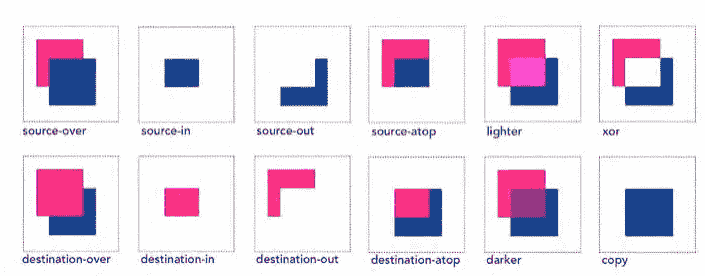 source-over
source-in
source-out
source-atop
lighter
xor
destination-over
destination-in
destination-out
destination-atop
darker
copy